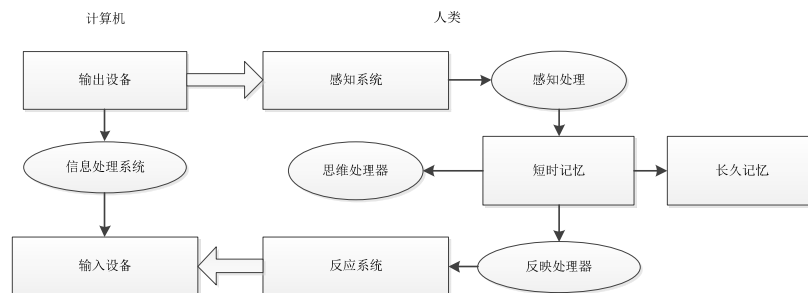 计算机
人类
输出设备
感知系统
感知处理
信息处理系统
思维处理器
短时记忆
长久记忆
输入设备
反应系统
反映处理器